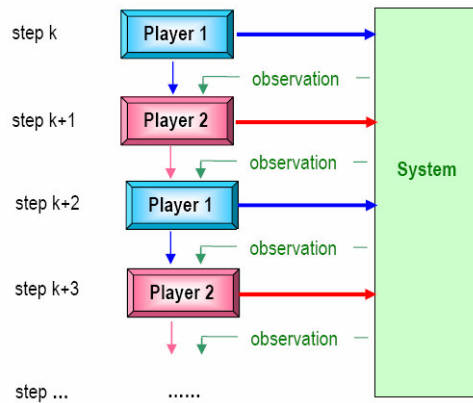 step k
Player 1
observation
step k+1
Player 2
observation
System
step k+2
Player 1
observation
step k+3
Player 2
observation
step ...
......